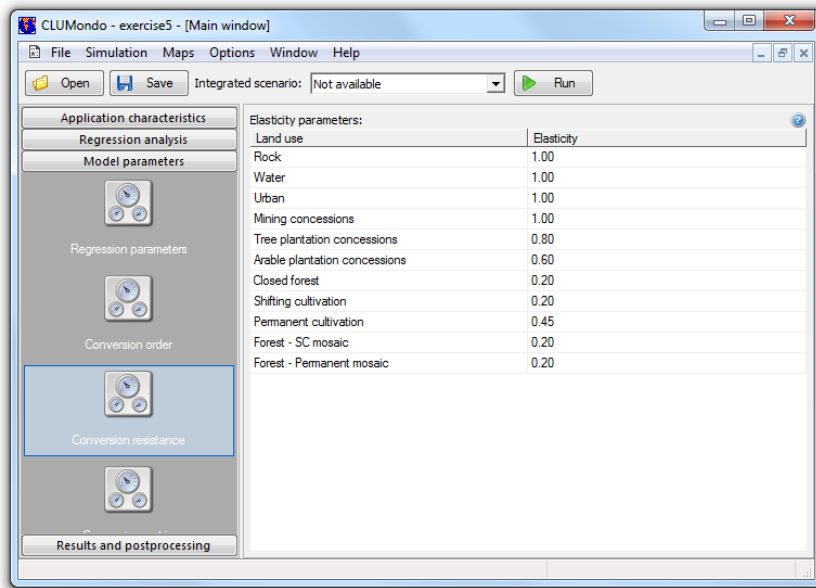 CLUMondo - exercise5 - [Main window]
File Simulation Maps Options Window Help
Open Save Integrated scenario: Not available Run
Application characteristics
Regression analysis
Model parameters
Regression parameters
Conversion order
Conversion resistance
Results and postprocessing
Elasticity parameters:
Land use Elasticity
Rock 1.00
Water 1.00
Urban 1.00
Mining concessions 1.00
Tree plantation concessions 0.80
Arable plantation concessions 0.60
Closed forest 0.20
Shifting cultivation 0.20
Permanent cultivation 0.45
Forest - SC mosaic 0.20
Forest - Permanent mosaic 0.20